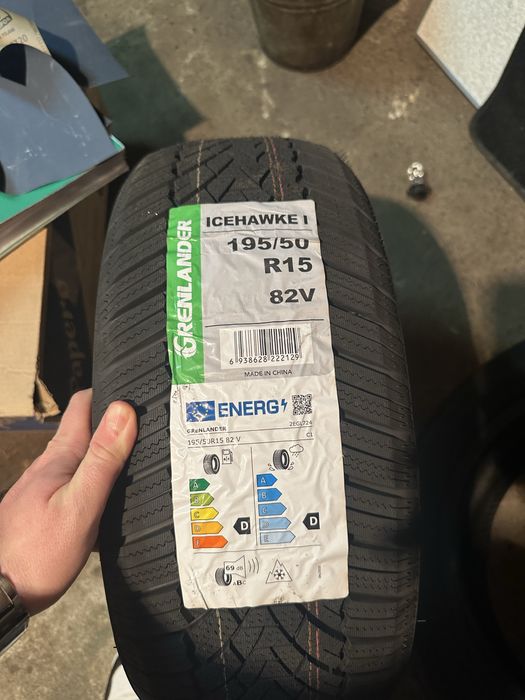 GRENLANDER
ICEHAWKE I
195/50
R15
82V
6 938628 222129
MADE IN CHINA
ENERG
GRENLANDER
2EGL724
195/50R15 82 V
C1
A
B
C
D
E
D
A
B
C
D
E
D
69 dB
ABC